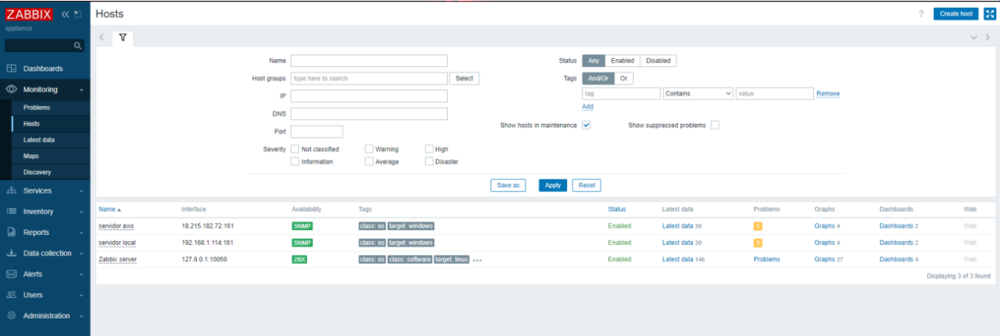 ZABBIX
appliance
Dashboards
Monitoring
Problems
Hosts
Latest data
Maps
Discovery
Services
Inventory
Reports
Data collection
Alerts
Users
Administration
Hosts
? Create host
Name
Host groups type here to search Select
IP
DNS
Port
Severity Not classified Warning High
Information Average Disaster
Status Any Enabled Disabled
Tags And/Or Or
tag Contains value Remove
Add
Show hosts in maintenance Show suppressed problems
Save as Apply Reset
Name Interface Availability Tags Status Latest data Problems Graphs Dashboards Web
servidor aws 18.215.182.72:161 SNMP class: os target: windows Enabled Latest data 30 1 Graphs 4 Dashboards 2 Web
servidor local 192.168.1.114:161 SNMP class: os target: windows Enabled Latest data 30 1 Graphs 4 Dashboards 2 Web
Zabbix server 127.0.0.1:10050 ZBX class: os class: software target: linux ••• Enabled Latest data 146 Problems Graphs 27 Dashboards 4 Web
Displaying 3 of 3 found